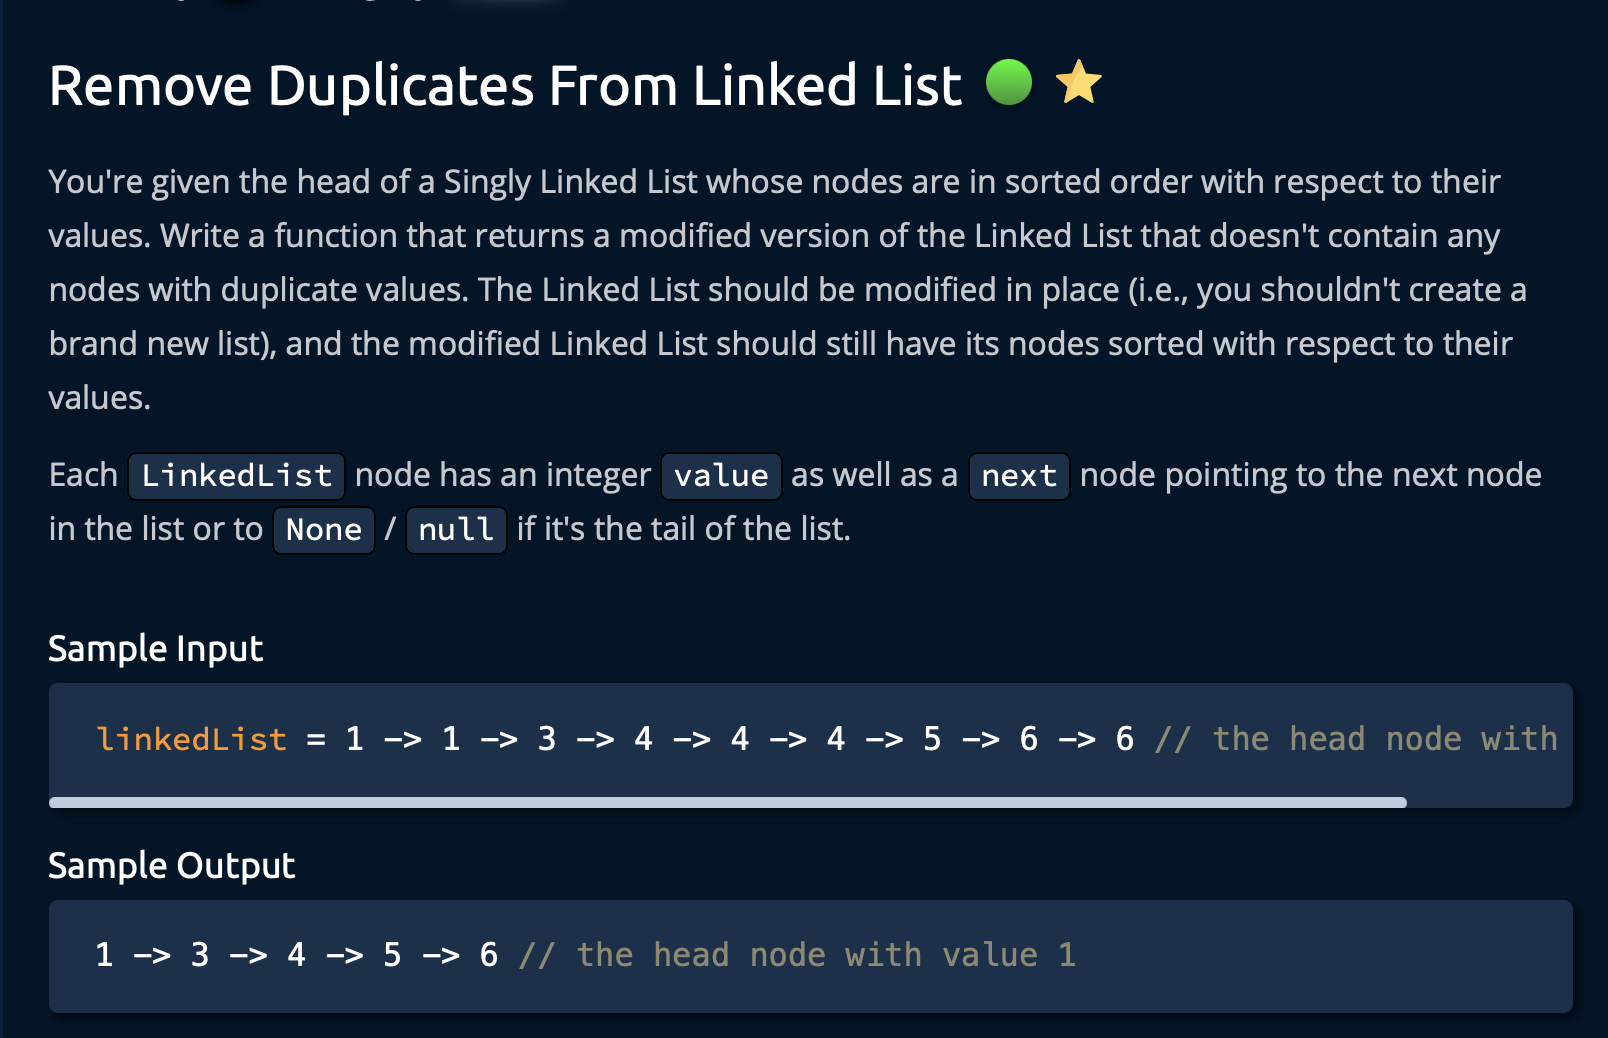 Remove Duplicates From Linked List
You're given the head of a Singly Linked List whose nodes are in sorted order with respect to their
values. Write a function that returns a modified version of the Linked List that doesn't contain any
nodes with duplicate values. The Linked List should be modified in place (i.e., you shouldn't create a
brand new list), and the modified Linked List should still have its nodes sorted with respect to their
values.
Each LinkedList node has an integer value as well as a next node pointing to the next node
in the list or to None / null if it's the tail of the list.
Sample Input
linkedList = 1 -> 1 -> 3 -> 4 -> 4 -> 4 -> 5 -> 6 -> 6 // the head node with
Sample Output
1 -> 3 -> 4 -> 5 -> 6 // the head node with value 1